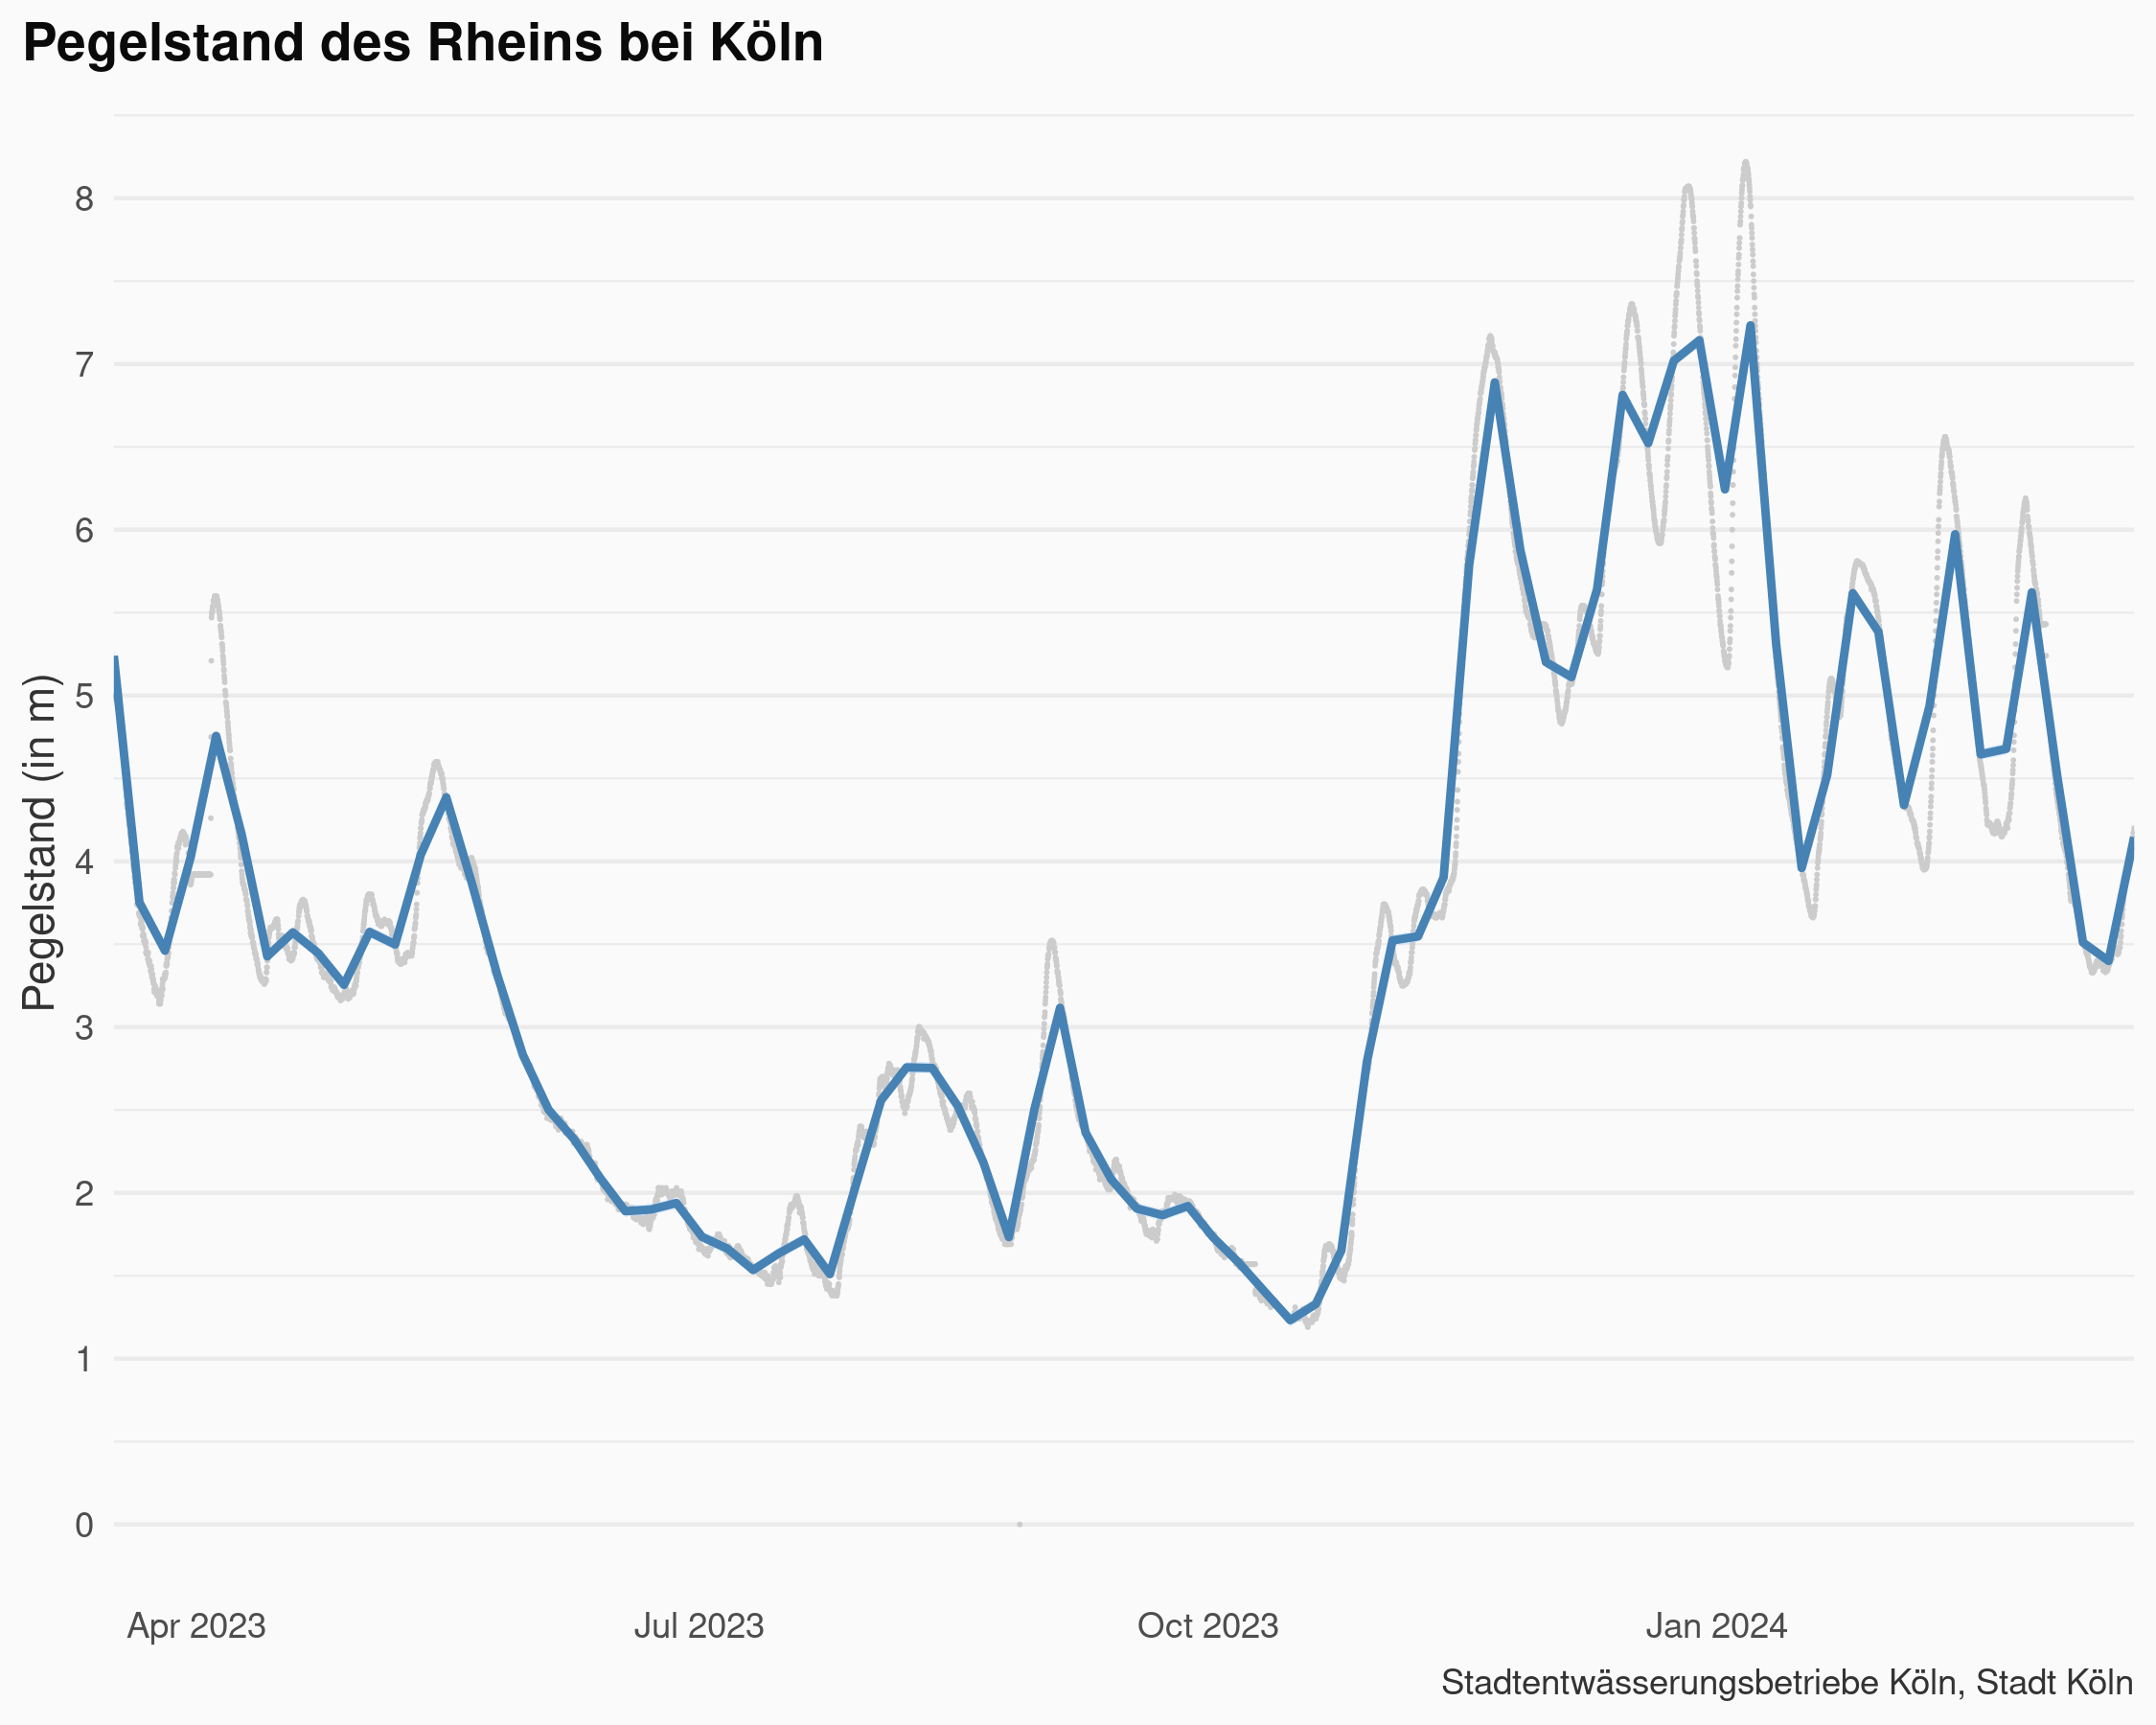 Pegelstand des Rheins bei Köln
Pegelstand (in m)
8
7
6
5
4
3
2
1
0
Apr 2023 Jul 2023 Oct 2023 Jan 2024
Stadtentwässerungsbetriebe Köln, Stadt Köln